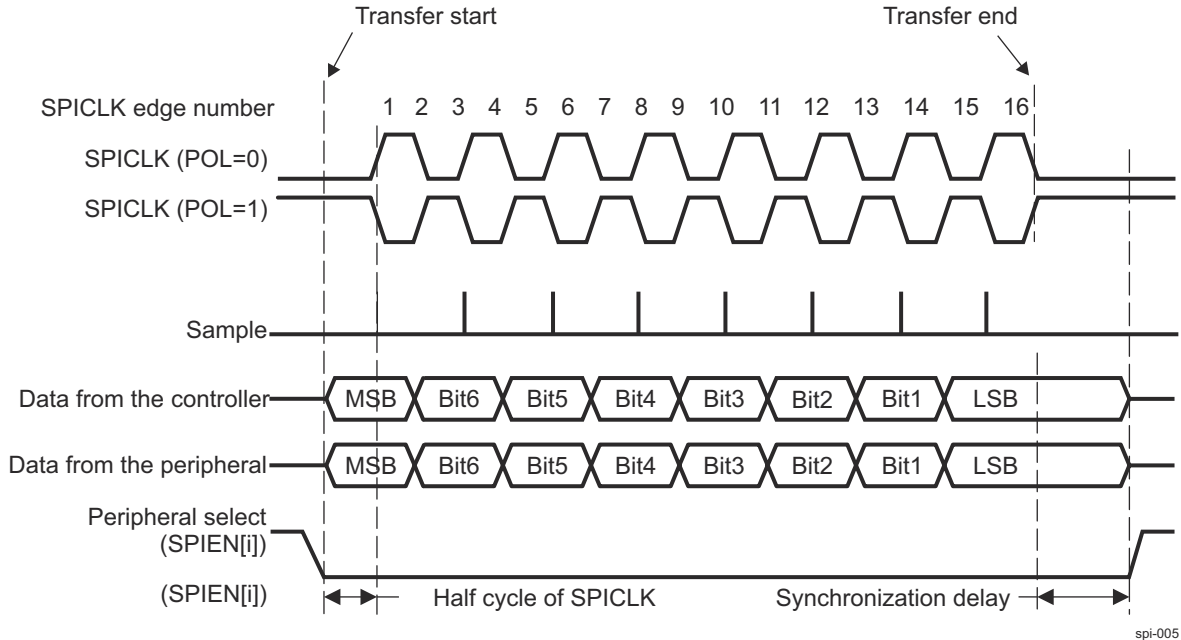 Transfer start
Transfer end
SPICLK edge number
1 2 3 4 5 6 7 8 9 10 11 12 13 14 15 16
SPICLK (POL=0)
SPICLK (POL=1)
Sample
Data from the controller
MSB Bit6 Bit5 Bit4 Bit3 Bit2 Bit1 LSB
Data from the peripheral
MSB Bit6 Bit5 Bit4 Bit3 Bit2 Bit1 LSB
Peripheral select
(SPIEN[i])
(SPIEN[i])
Half cycle of SPICLK
Synchronization delay
spi-005